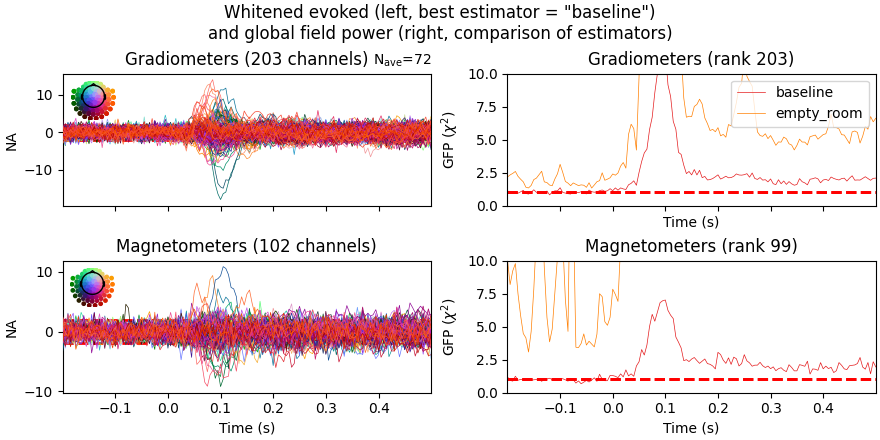 Whitened evoked (left, best estimator = "baseline")
and global field power (right, comparison of estimators)
Gradiometers (203 channels) Nave=72
10
0
−10
NA
Gradiometers (rank 203)
10.0
7.5
5.0
2.5
0.0
GFP (χ²)
baseline
empty_room
Time (s)
Magnetometers (102 channels)
10
0
−10
NA
−0.1 0.0 0.1 0.2 0.3 0.4
Time (s)
Magnetometers (rank 99)
10.0
7.5
5.0
2.5
0.0
GFP (χ²)
−0.1 0.0 0.1 0.2 0.3 0.4
Time (s)